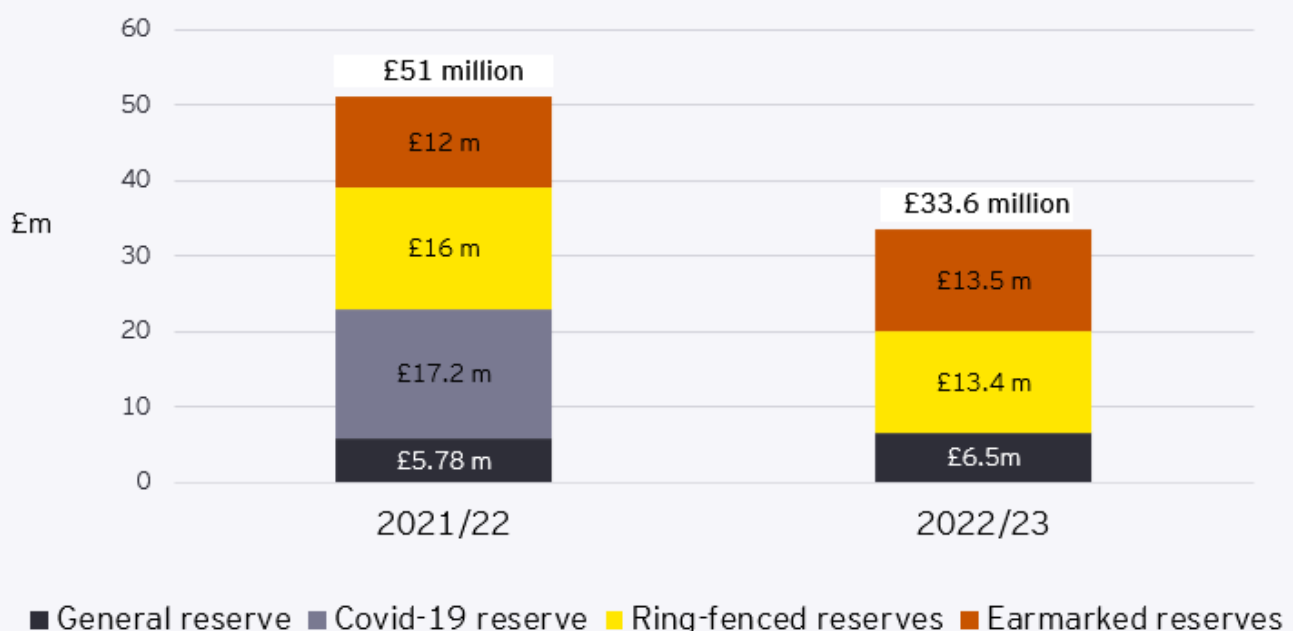 60
£51 million
50
£12 m
40
£33.6 million
£m
£16 m
30
£13.5 m
20
£17.2 m
£13.4 m
10
£5.78 m
£6.5m
0
2021/22
2022/23
General reserve
Covid-19 reserve
Ring-fenced reserves
Earmarked reserves